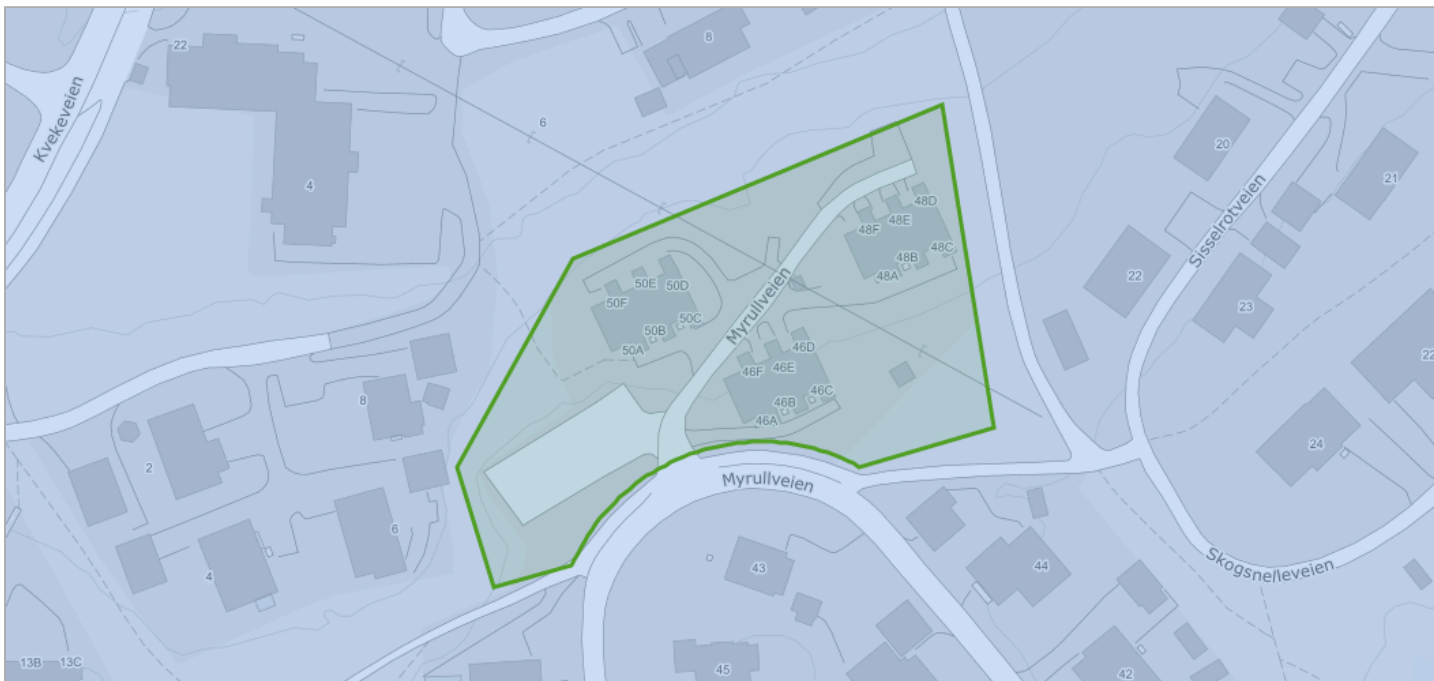 22
8
Kvekeveien
6
20
4
21
48D
48E
48F
48C
48B
48A
Sisselrotveien
50E
50D
50F
22
50C
50B
50A
23
Myrullveien
46D
46F
46E
46C
46B
46A
22
8
24
2
Myrullveien
6
43
44
4
Skogsnelleveien
13B
13C
45
42